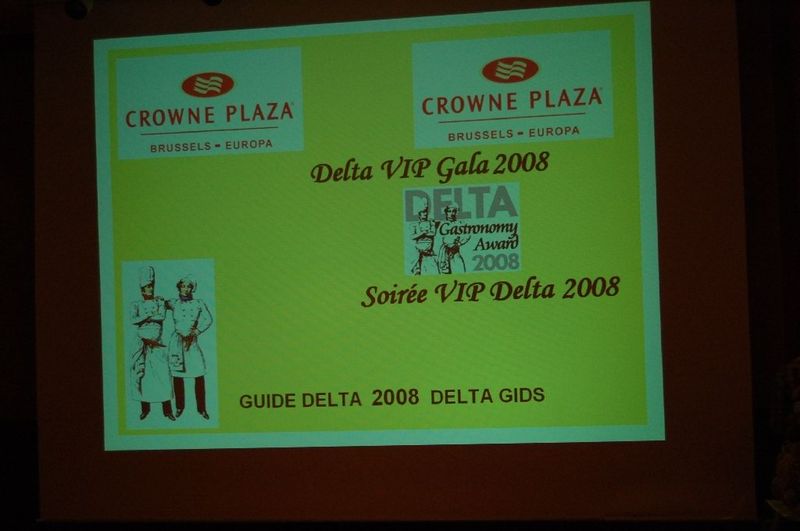 CROWNE PLAZA
BRUSSELS - EUROPA
CROWNE PLAZA
BRUSSELS - EUROPA
Delta VIP Gala 2008
DELTA
Gastronomy
Award
2008
Soirée VIP Delta 2008
GUIDE DELTA 2008 DELTA GIDS